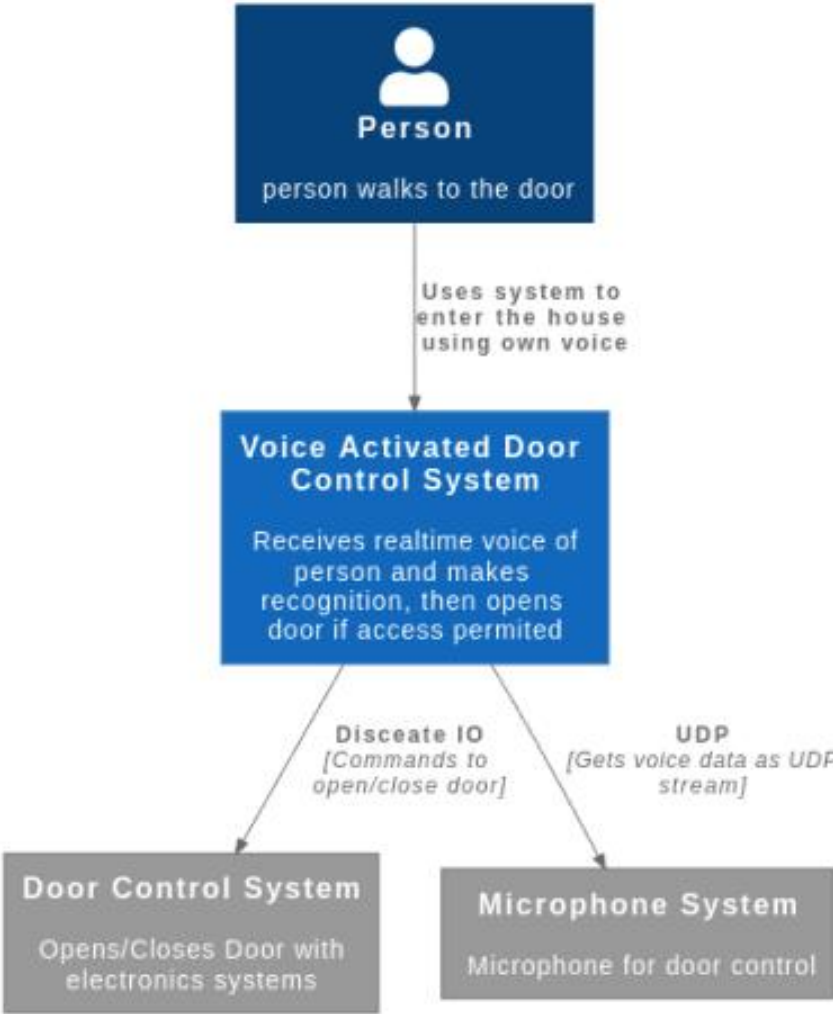 Person
person walks to the door
Uses system to
enter the house
using own voice
Voice Activated Door
Control System
Receives realtime voice of
person and makes
recognition, then opens
door if access permited
Disceate IO
[Commands to
open/close door]
UDP
[Gets voice data as UDP
stream]
Door Control System
Opens/Closes Door with
electronics systems
Microphone System
Microphone for door control